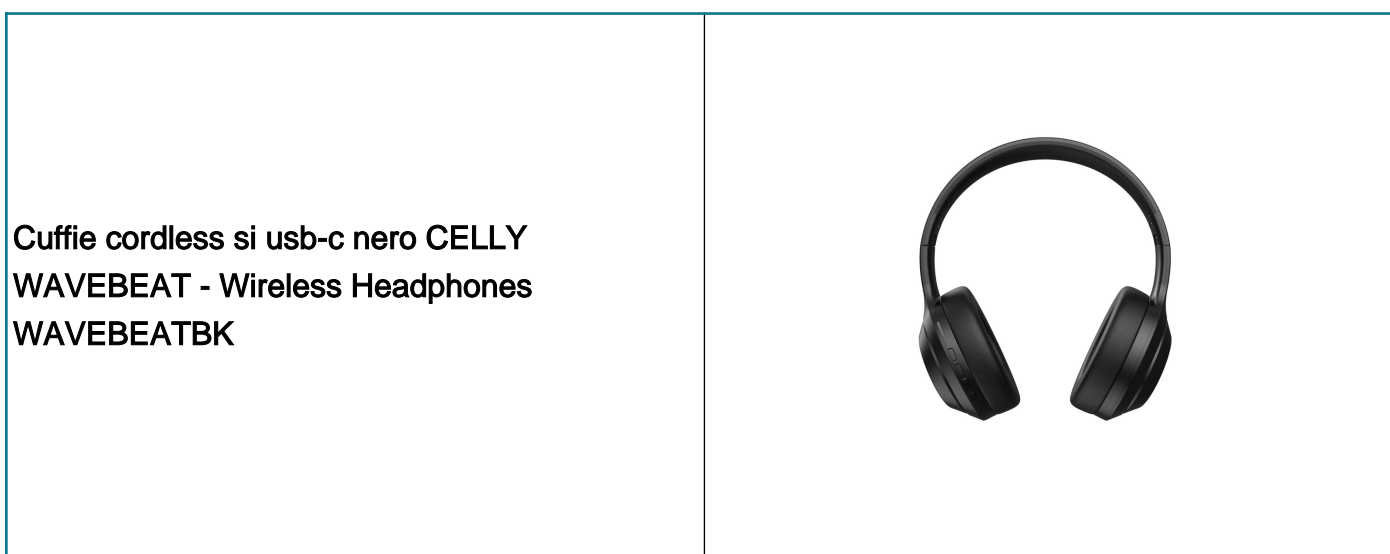 Cuffie cordless si usb-c nero CELLY
WAVEBEAT - Wireless Headphones
WAVEBEATBK